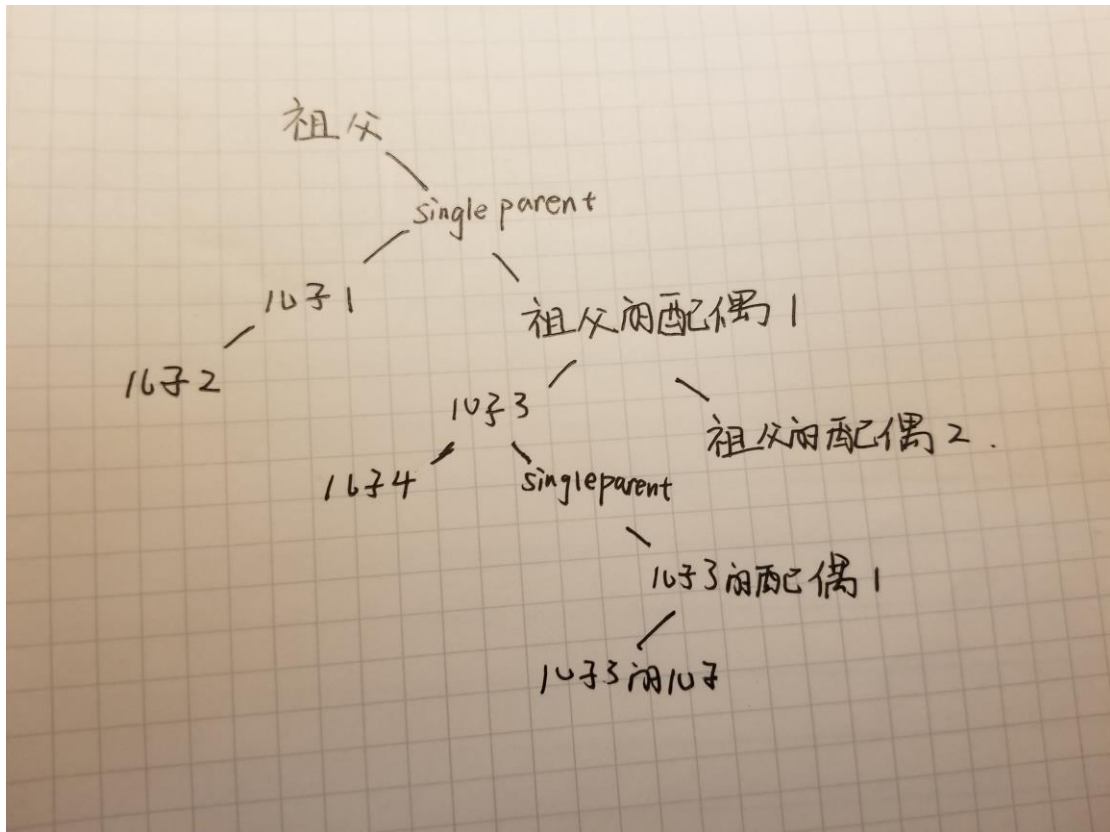 祖父
single parent
儿子1
祖父的配偶1
儿子2
儿子3
祖父的配偶2.
儿子4
singleparent
儿子3的配偶1
儿子3的儿子